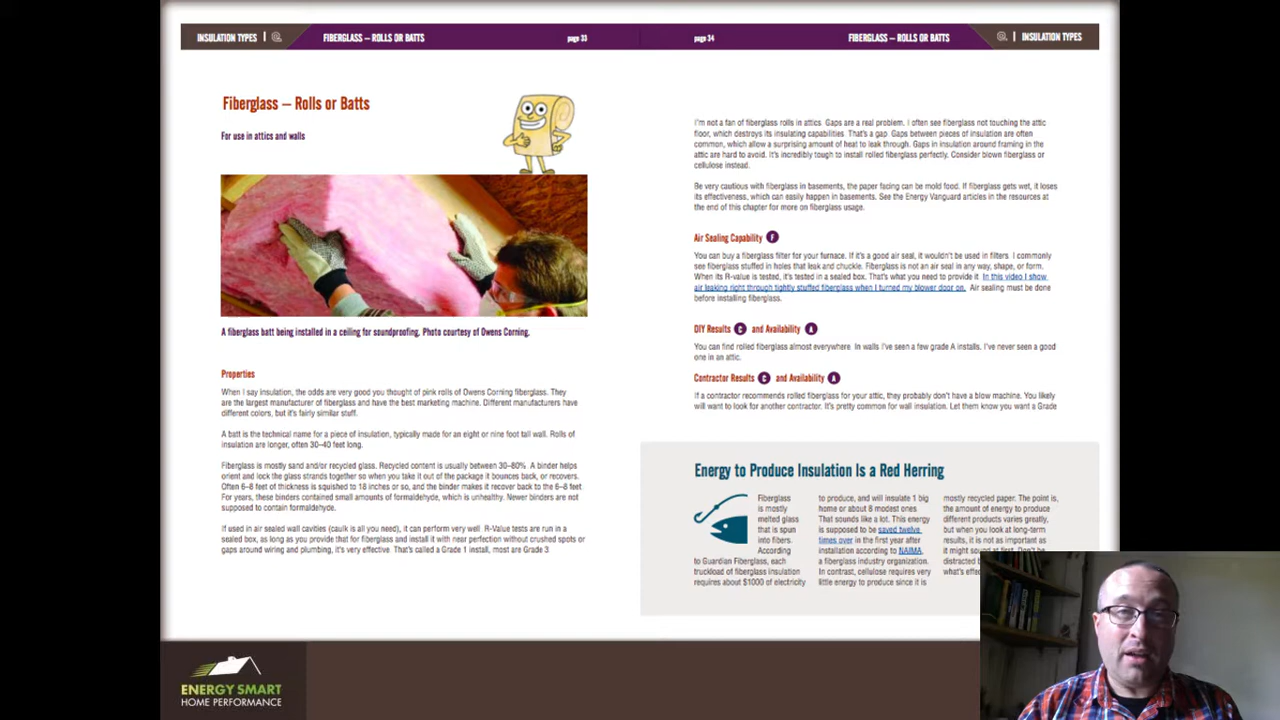 INSULATION TYPES | FIBERGLASS – ROLLS OR BATTS page 33
page 34 FIBERGLASS – ROLLS OR BATTS | INSULATION TYPES
Fiberglass – Rolls or Batts
For use in attics and walls
A fiberglass batt being installed in a ceiling for soundproofing. Photo courtesy of Owens Corning.
Properties
When I say insulation, the odds are very good you thought of pink rolls of Owens Corning fiberglass. They
are the largest manufacturer of fiberglass and have the best marketing machine. Different manufacturers have
different colors, but it's fairly similar stuff.
A batt is the technical name for a piece of insulation, typically made for an eight or nine foot tall wall. Rolls of
insulation are longer, often 30–40 feet long.
Fiberglass is mostly sand and/or recycled glass. Recycled content is usually between 30–80% A binder helps
orient and lock the glass strands together so when you take it out of the package it bounces back, or recovers.
Often 6–8 feet of thickness is squished to 18 inches or so, and the binder makes it recover back to the 6–8 feet
For years, these binders contained small amounts of formaldehyde, which is unhealthy. Newer binders are not
supposed to contain formaldehyde.
If used in air sealed wall cavities (caulk is all you need), it can perform very well R-Value tests are run in a
sealed box, as long as you provide that for fiberglass and install it with near perfection without crushed spots or
gaps around wiring and plumbing, it's very effective That's called a Grade 1 install, most are Grade 3
I'm not a fan of fiberglass rolls in attics. Gaps are a real problem. I often see fiberglass not touching the attic
floor, which destroys its insulating capabilities That's a gap Gaps between pieces of insulation are often
common, which allow a surprising amount of heat to leak through. Gaps in insulation around framing in the
attic are hard to avoid. It's incredibly tough to install rolled fiberglass perfectly. Consider blown fiberglass or
cellulose instead.
Be very cautious with fiberglass in basements, the paper facing can be mold food. If fiberglass gets wet, it loses
its effectiveness, which can easily happen in basements. See the Energy Vanguard articles in the resources at
the end of this chapter for more on fiberglass usage.
Air Sealing Capability F
You can buy a fiberglass filter for your furnace. If it's a good air seal, it wouldn't be used in filters I commonly
see fiberglass stuffed in holes that leak and chuckle. Fiberglass is not an air seal in any way, shape, or form.
When its R-value is tested, it's tested in a sealed box. That's what you need to provide it In this video I show
air leaking right through tightly stuffed fiberglass when I turned my blower door on. Air sealing must be done
before installing fiberglass.
DIY Results C and Availability A
You can find rolled fiberglass almost everywhere In walls I've seen a few grade A installs. I've never seen a good
one in an attic.
Contractor Results C and Availability A
If a contractor recommends rolled fiberglass for your attic, they probably don't have a blow machine. You likely
will want to look for another contractor. It's pretty common for wall insulation. Let them know you want a Grade
Energy to Produce Insulation Is a Red Herring
Fiberglass
is mostly
melted glass
that is spun
into fibers.
According
to Guardian Fiberglass, each
truckload of fiberglass insulation
requires about $1000 of electricity
to produce, and will insulate 1 big
home or about 8 modest ones
That sounds like a lot. This energy
is supposed to be saved twelve
times over in the first year after
installation according to NAIMA,
a fiberglass industry organization.
In contrast, cellulose requires very
little energy to produce since it is
mostly recycled paper. The point is,
the amount of energy to produce
different products varies greatly,
but when you look at long-term
results, it is not as important as
it might sound at first. Don't be
distracted b
what's effec
ENERGY SMART
HOME PERFORMANCE